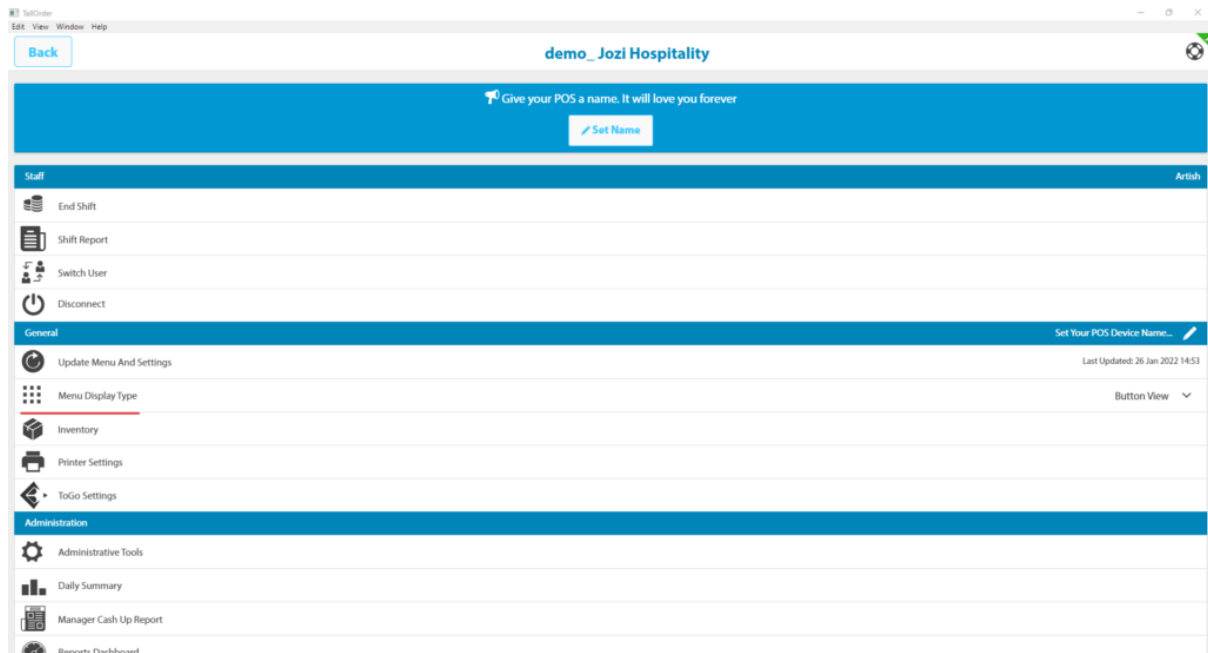 TallOrder
Edit View Window Help
Back
demo_ Jozi Hospitality
Give your POS a name. It will love you forever
Set Name
Staff Artish
End Shift
Shift Report
Switch User
Disconnect
General Set Your POS Device Name...
Update Menu And Settings Last Updated: 26 Jan 2022 14:53
Menu Display Type Button View
Inventory
Printer Settings
ToGo Settings
Administration
Administrative Tools
Daily Summary
Manager Cash Up Report
Reports Dashboard